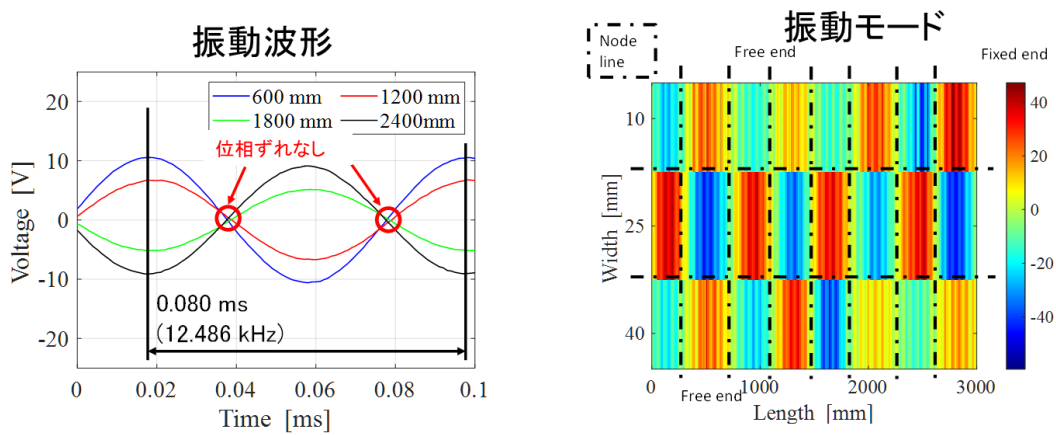 振動波形
20
10
0
-10
-20
Voltage [V]
600 mm
1200 mm
1800 mm
2400mm
位相ずれなし
0.080 ms
(12.486 kHz)
0
0.02
0.04
0.06
0.08
0.1
Time [ms]
振動モード
Node
line
Free end
Fixed end
10
25
40
Width [mm]
0
1000
2000
3000
Free end
Length [mm]
40
20
0
-20
-40